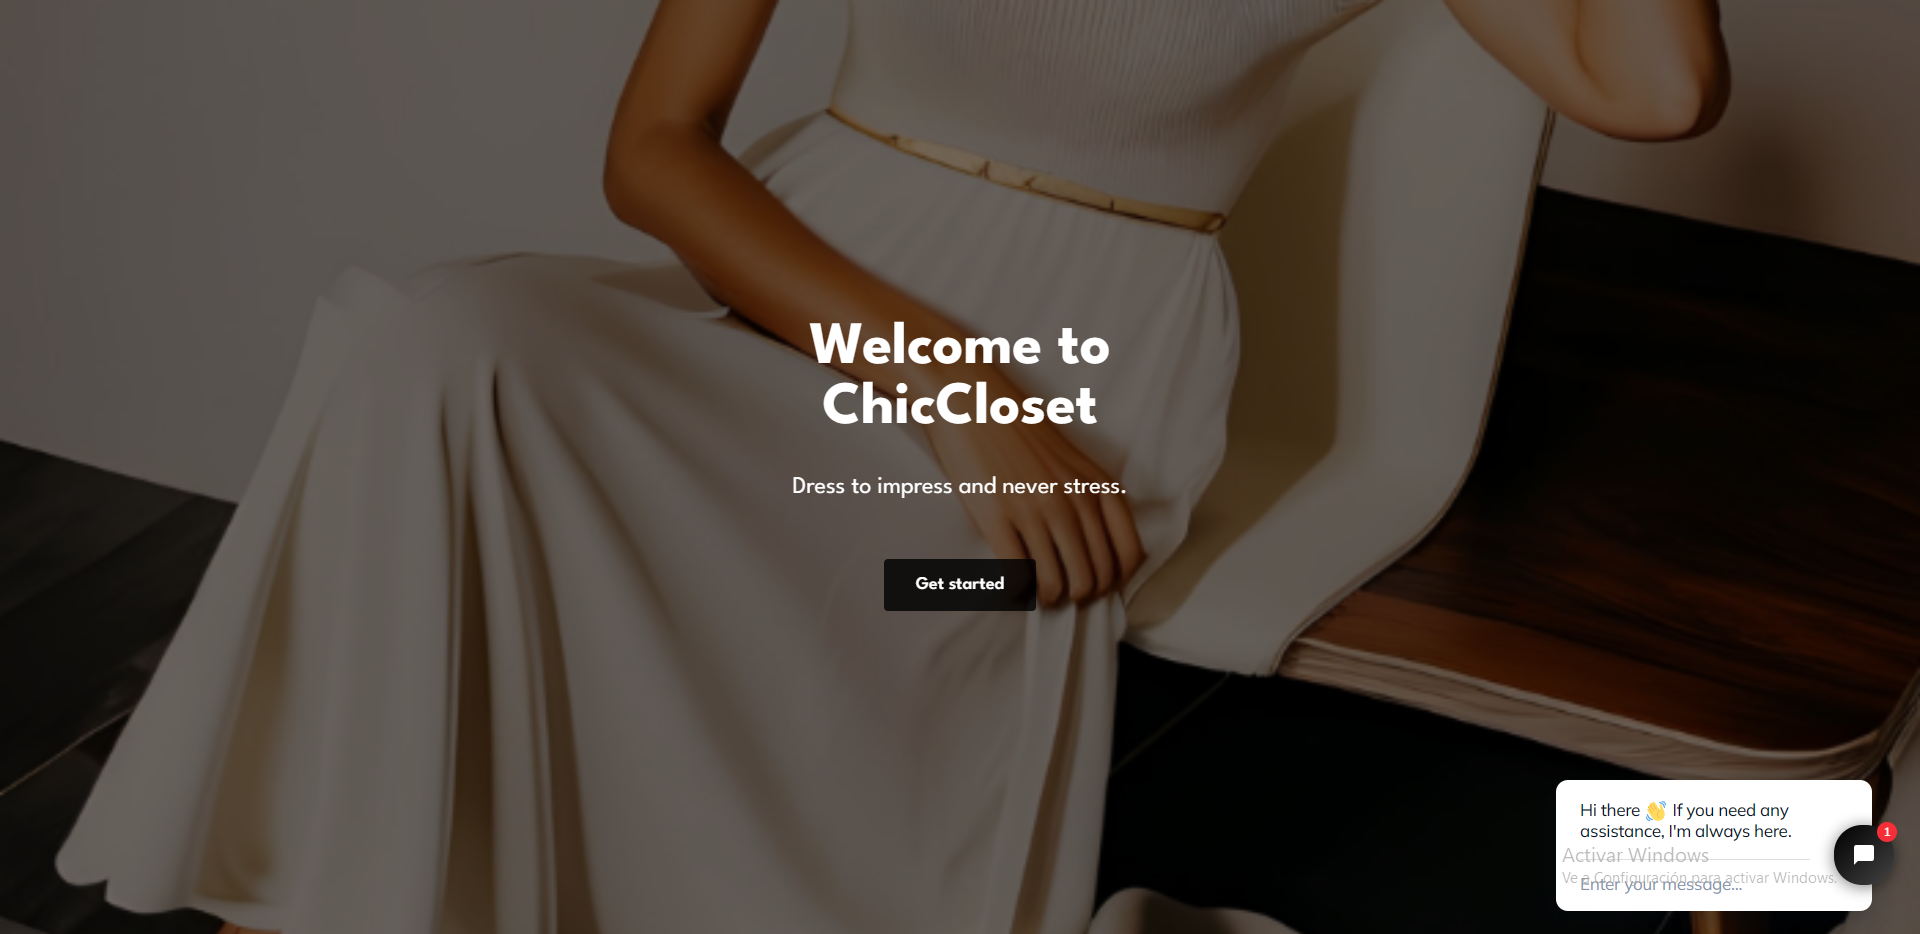 Welcome to
ChicCloset
Dress to impress and never stress.
Get started
Hi there 👋 If you need any
assistance, I'm always here.
1
Activar Windows
Ve a Configuración para activar Windows.
Enter your message...